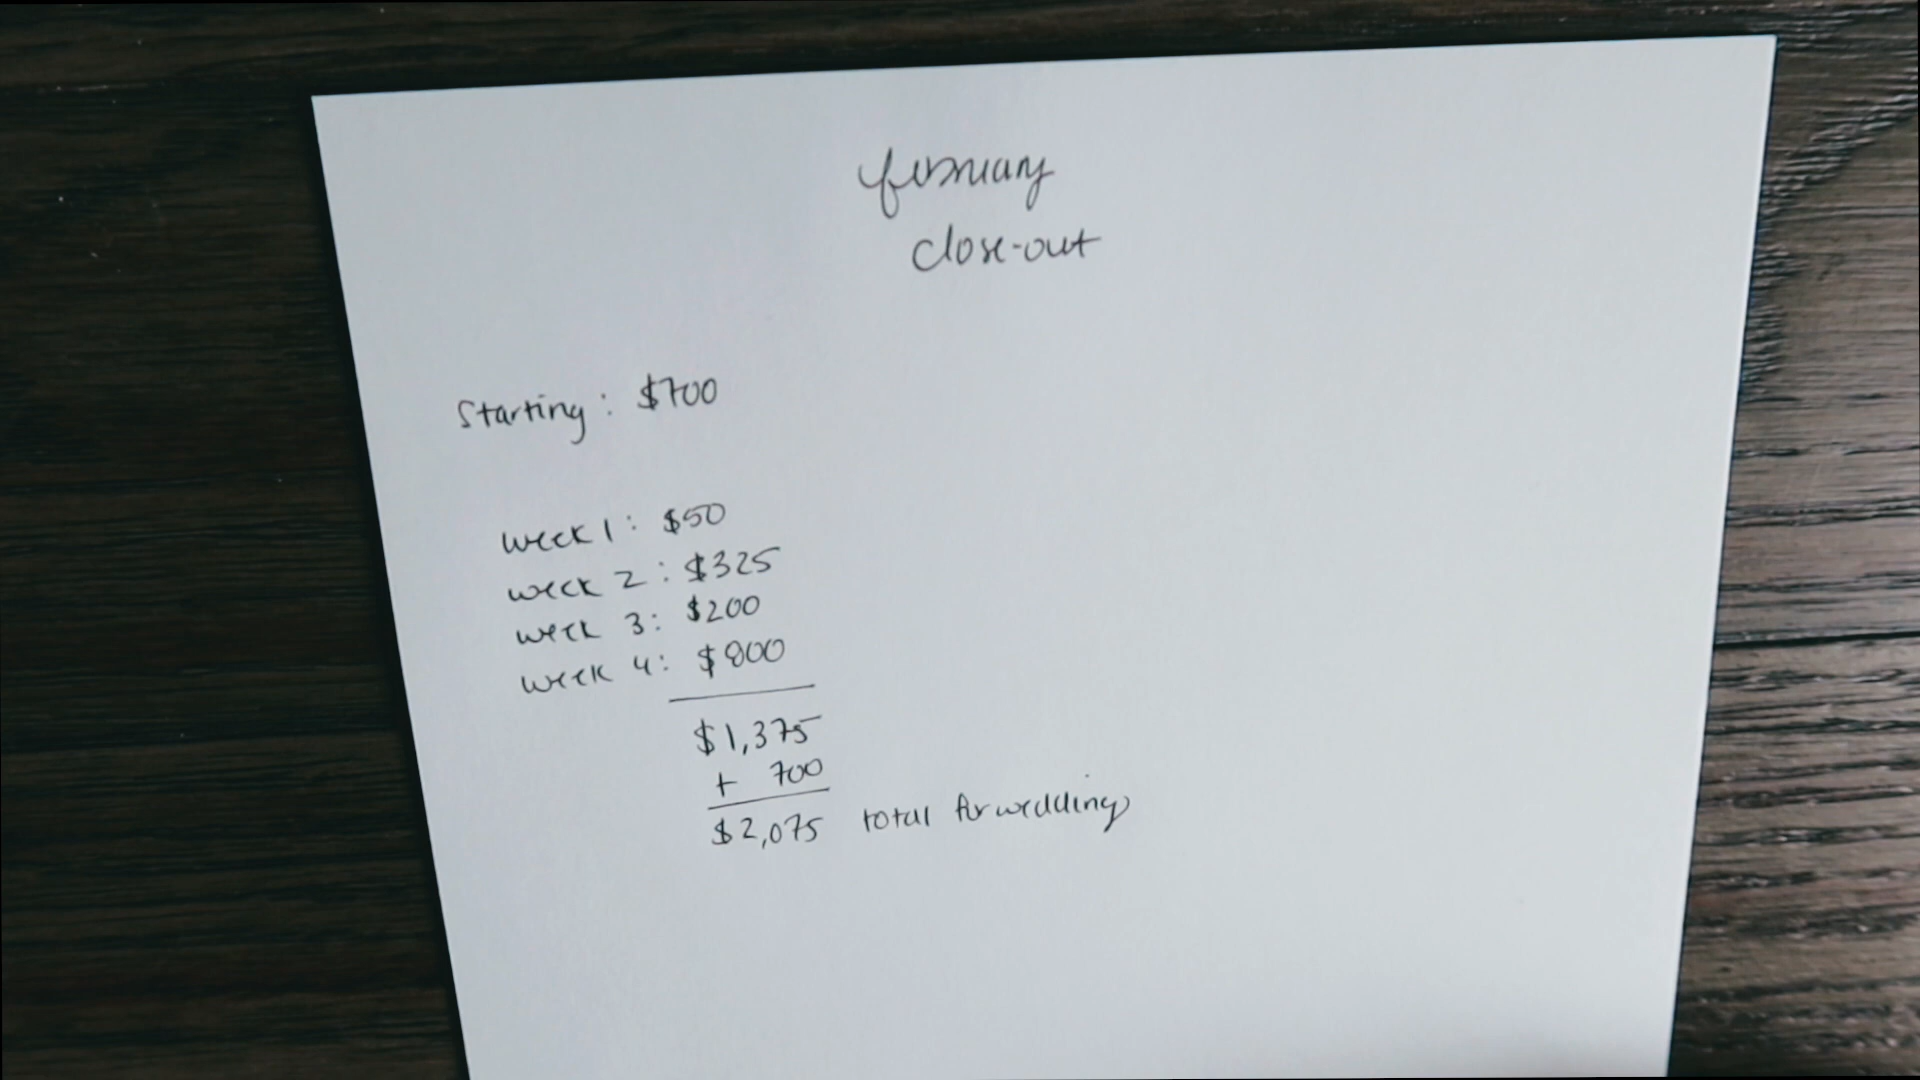 february
close-out
Starting: $700
week 1: $50
week 2: $325
week 3: $200
week 4: $800
$1,375
+ 700
$2,075 total for wedding